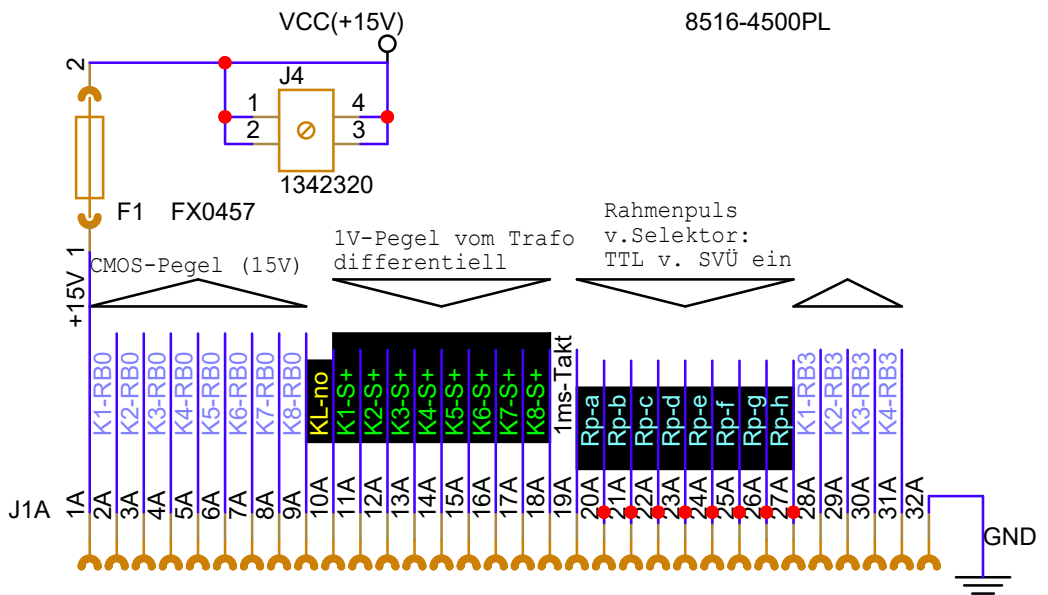 VCC(+15V)
8516-4500PL
2
J4
1
4
2
3
1342320
F1
FX0457
Rahmenpuls
v.Selektor:
TTL v. SVÜ ein
1V-Pegel vom Trafo
differentiell
CMOS-Pegel (15V)
1
+15V
K1-RB0
K2-RB0
K3-RB0
K4-RB0
K5-RB0
K6-RB0
K7-RB0
K8-RB0
KL-no
K1-S+
K2-S+
K3-S+
K4-S+
K5-S+
K6-S+
K7-S+
K8-S+
1ms-Takt
Rp-a
Rp-b
Rp-c
Rp-d
Rp-e
Rp-f
Rp-g
Rp-h
K1-RB3
K2-RB3
K3-RB3
K4-RB3
J1A
1A
2A
3A
4A
5A
6A
7A
8A
9A
10A
11A
12A
13A
14A
15A
16A
17A
18A
19A
20A
21A
22A
23A
24A
25A
26A
27A
28A
29A
30A
31A
32A
GND